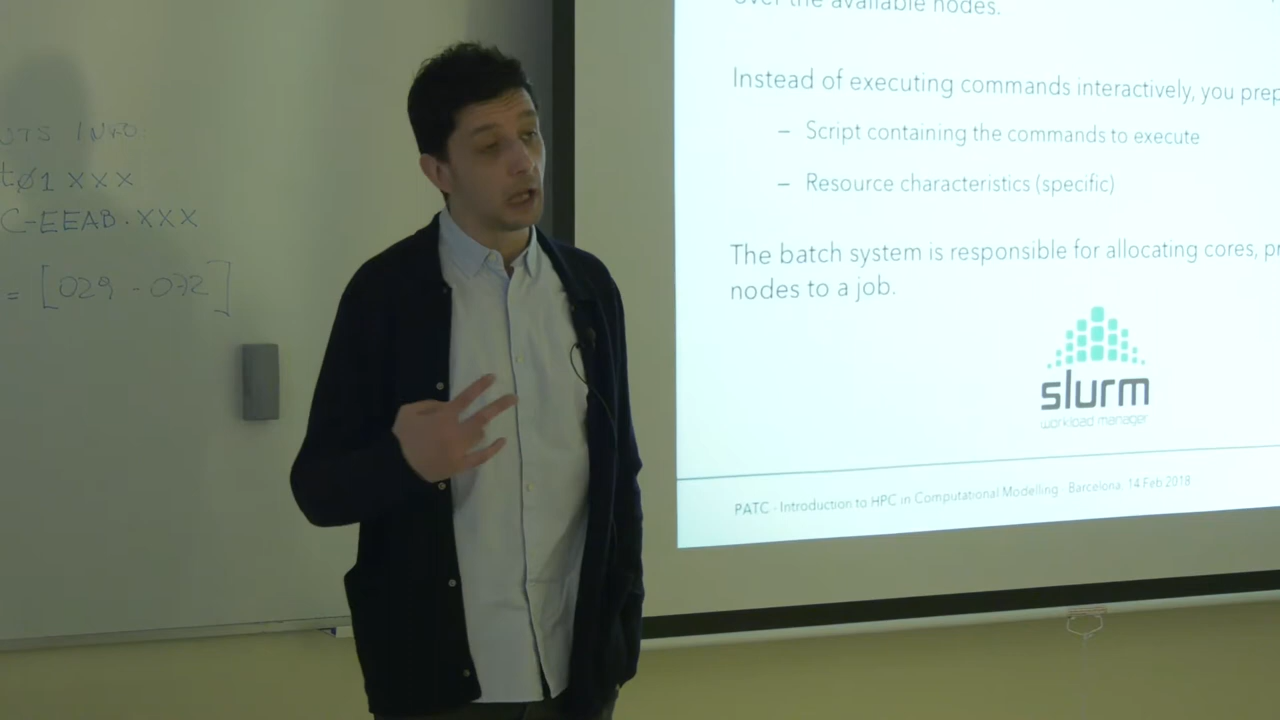 UTS INFO:
t01XXX
C-EEAB.XXX
= [029 - 072]
over the available nodes.
Instead of executing commands interactively, you prep
– Script containing the commands to execute
– Resource characteristics (specific)
The batch system is responsible for allocating cores, pr
nodes to a job.
slurm
workload manager
PATC - Introduction to HPC in Computational Modelling. Barcelona, 14 Feb 2018